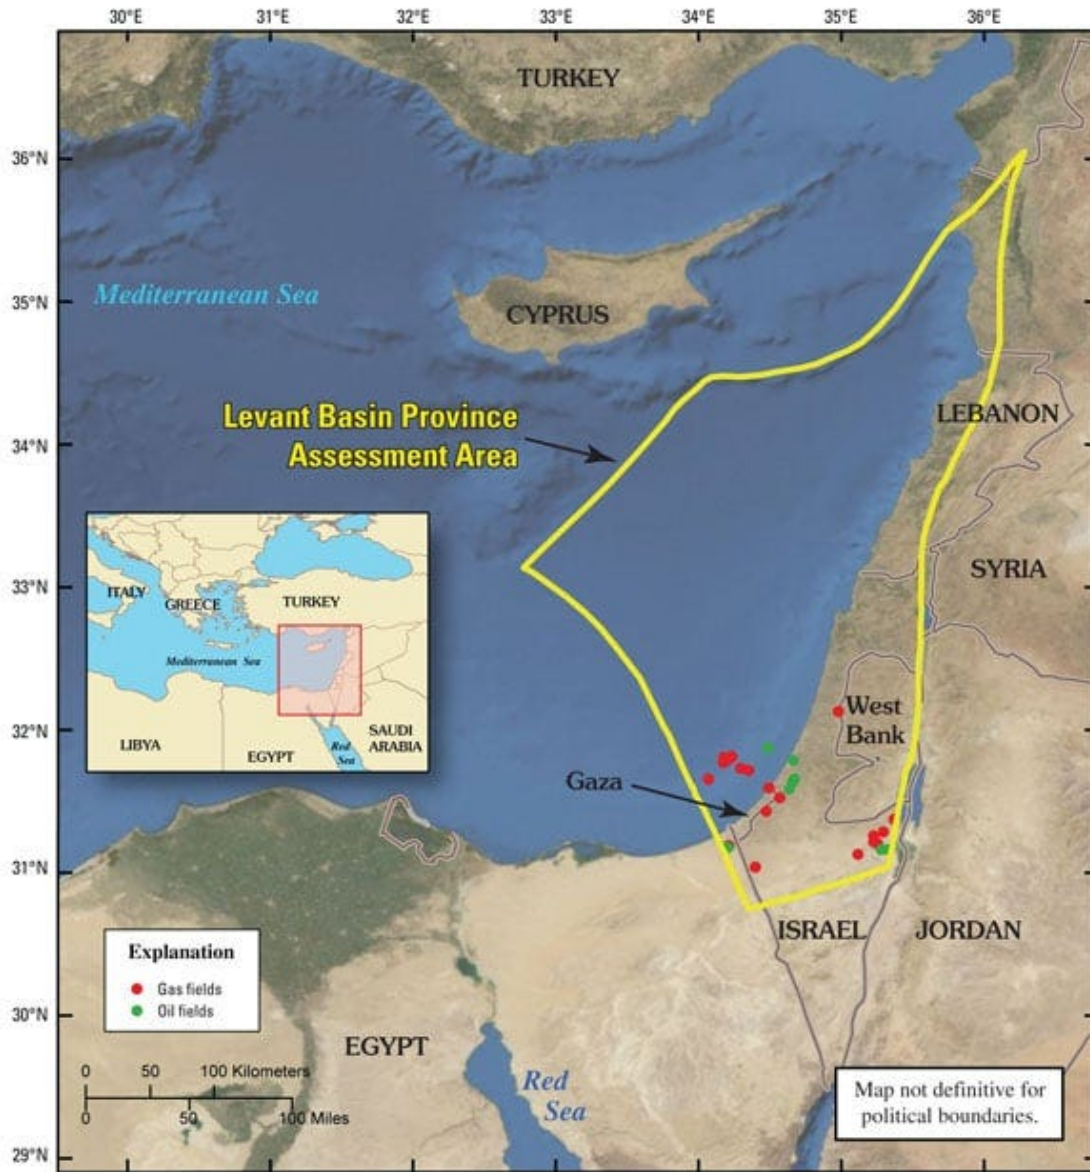 30°E 31°E 32°E 33°E 34°E 35°E 36°E
TURKEY
36°N
35°N
Mediterranean Sea
CYPRUS
Levant Basin Province
Assessment Area
LEBANON
34°N
SYRIA
33°N
ITALY
GREECE
TURKEY
Mediterranean Sea
LIBYA
EGYPT
Red
Sea
SAUDI
ARABIA
West
Bank
32°N
Gaza
31°N
ISRAEL
JORDAN
Explanation
Gas fields
Oil fields
30°N
EGYPT
0 50 100 Kilometers
0 50 100 Miles
Red
Sea
Map not definitive for
political boundaries.
29°N